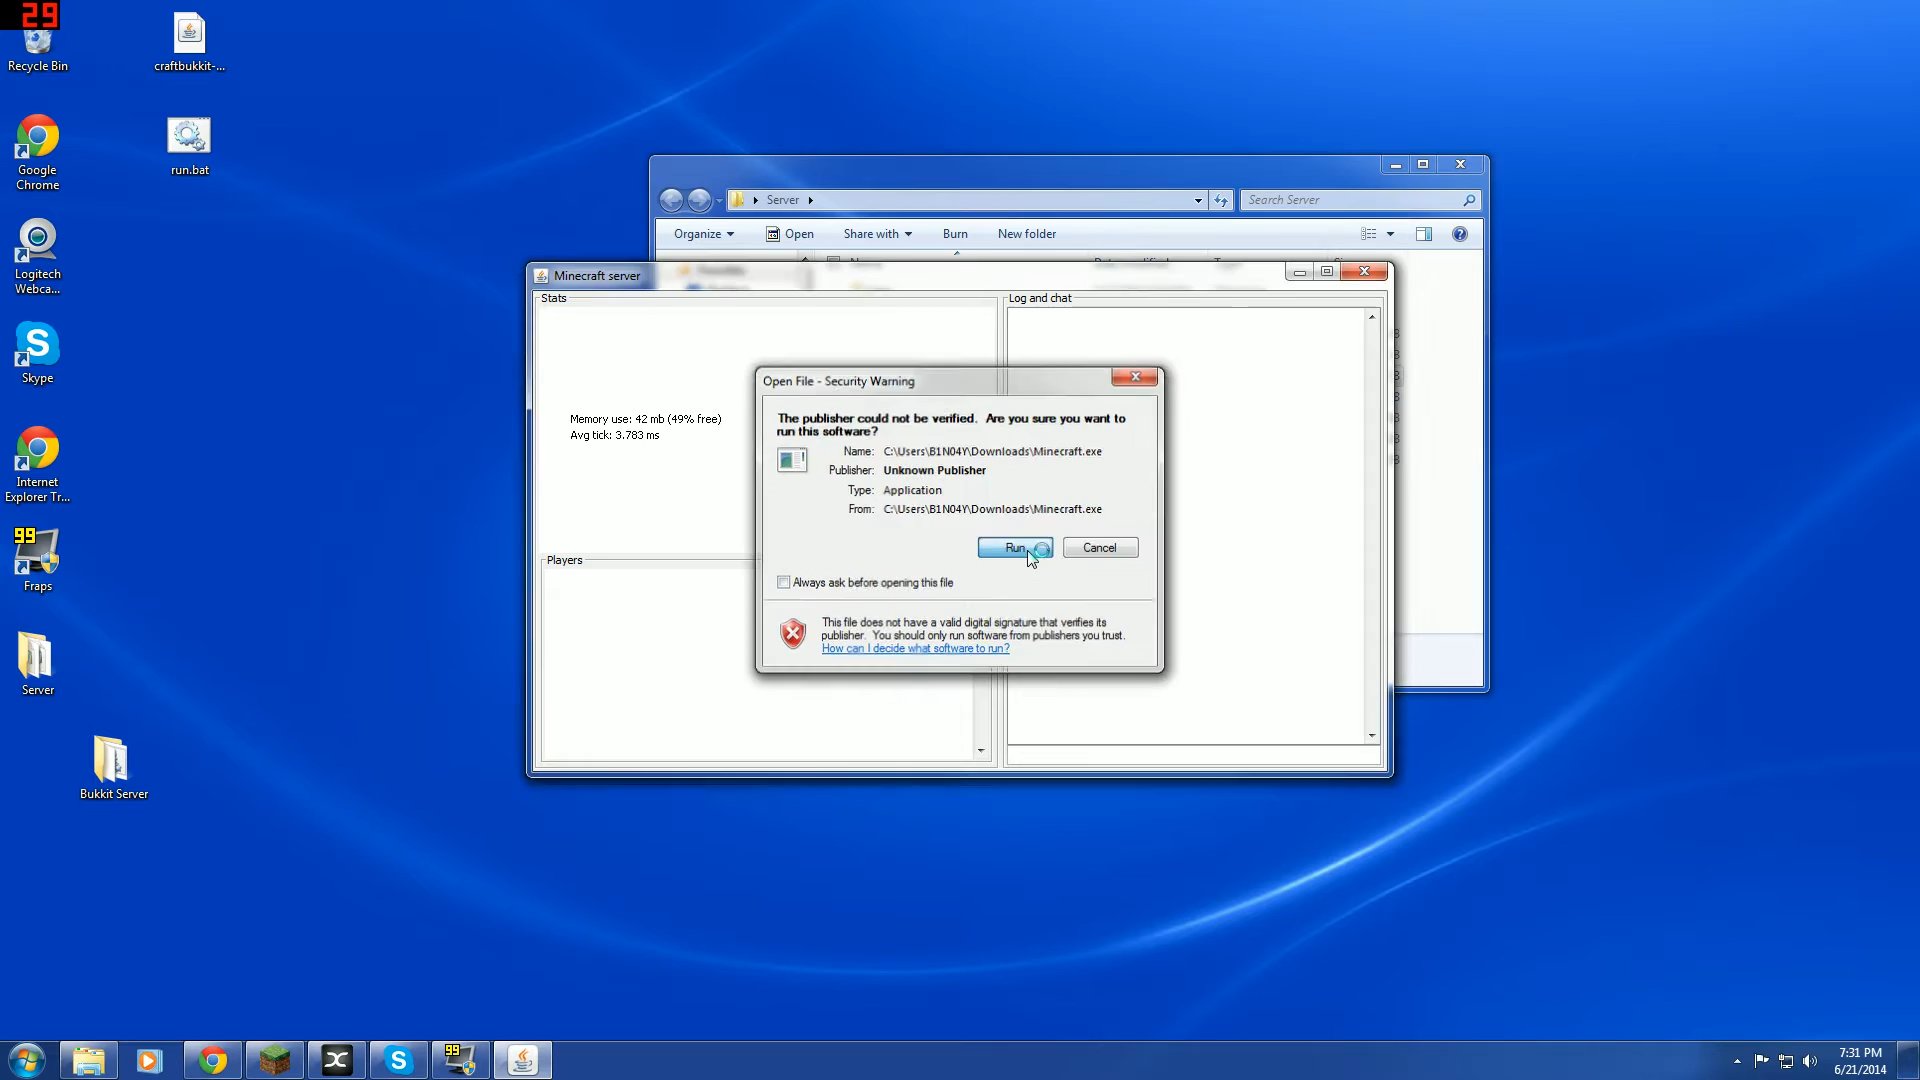 29
Recycle Bin
craftbukkit-...
Google
Chrome
run.bat
Logitech
Webca...
Skype
Internet
Explorer Tr...
99
Fraps
Server
Bukkit Server
Server
Search Server
Organize
Open
Share with
Burn
New folder
Minecraft server
Stats
Log and chat
Memory use: 42 mb (49% free)
Avg tick: 3.783 ms
Players
Open File - Security Warning
The publisher could not be verified. Are you sure you want to
run this software?
Name: C:\Users\B1N04Y\Downloads\Minecraft.exe
Publisher: Unknown Publisher
Type: Application
From: C:\Users\B1N04Y\Downloads\Minecraft.exe
Run
Cancel
Always ask before opening this file
This file does not have a valid digital signature that verifies its
publisher. You should only run software from publishers you trust.
How can I decide what software to run?
99
7:31 PM
6/21/2014